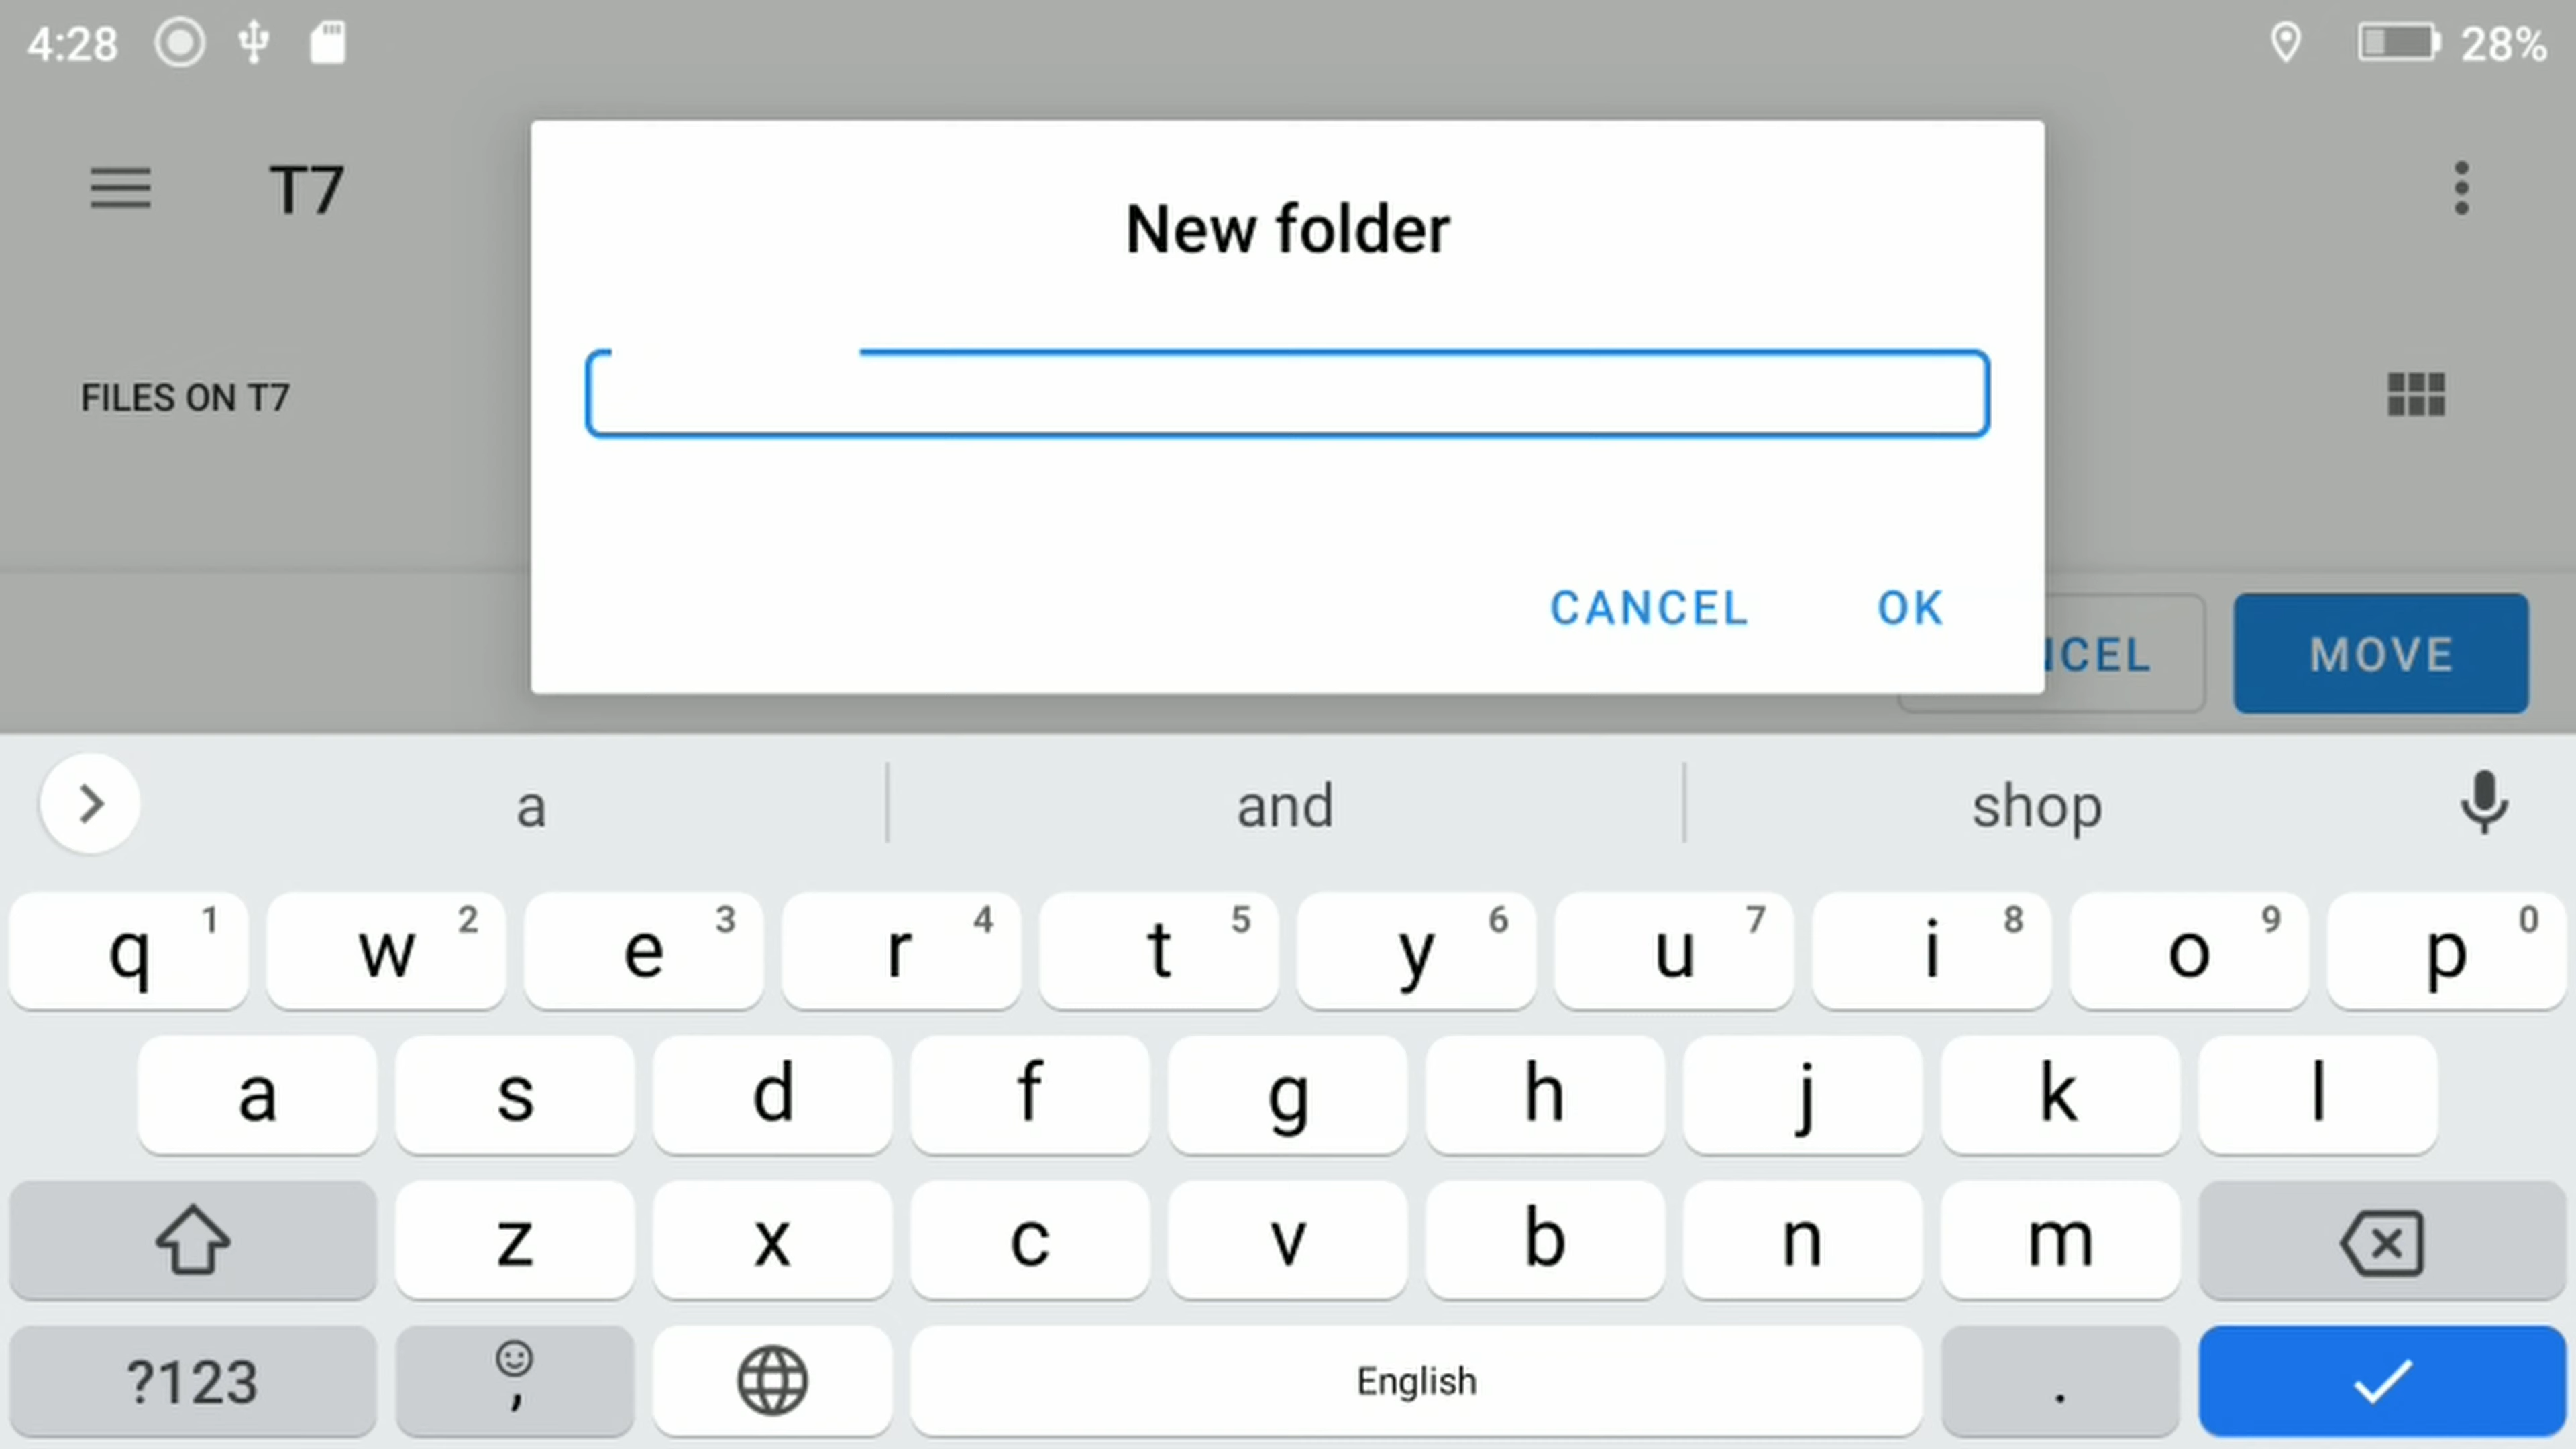 4:28
28%
T7
New folder
FILES ON T7
CANCEL OK
NCEL
MOVE
a and shop
q 1 w 2 e 3 r 4 t 5 y 6 u 7 i 8 o 9 p 0
a s d f g h j k l
z x c v b n m
?123 , English .